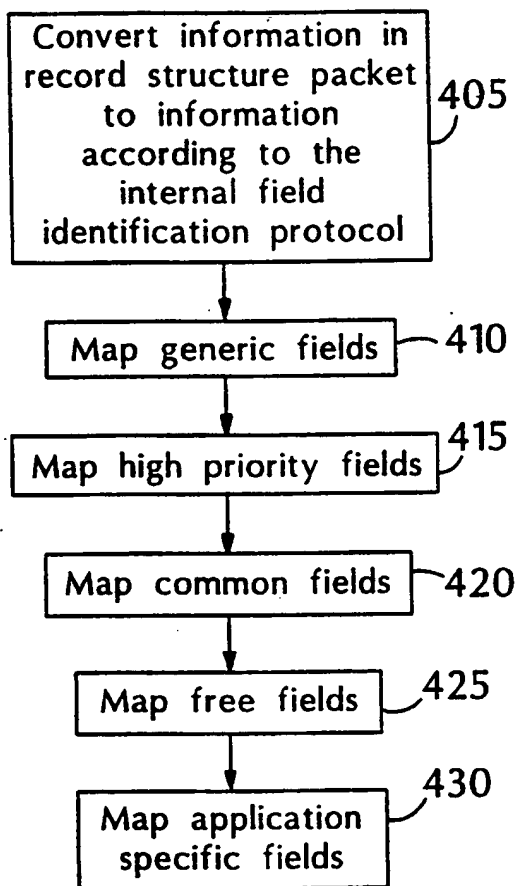 Convert information in
record structure packet
to information
according to the
internal field
identification protocol
405
Map generic fields
410
Map high priority fields
415
Map common fields
420
Map free fields
425
Map application
specific fields
430